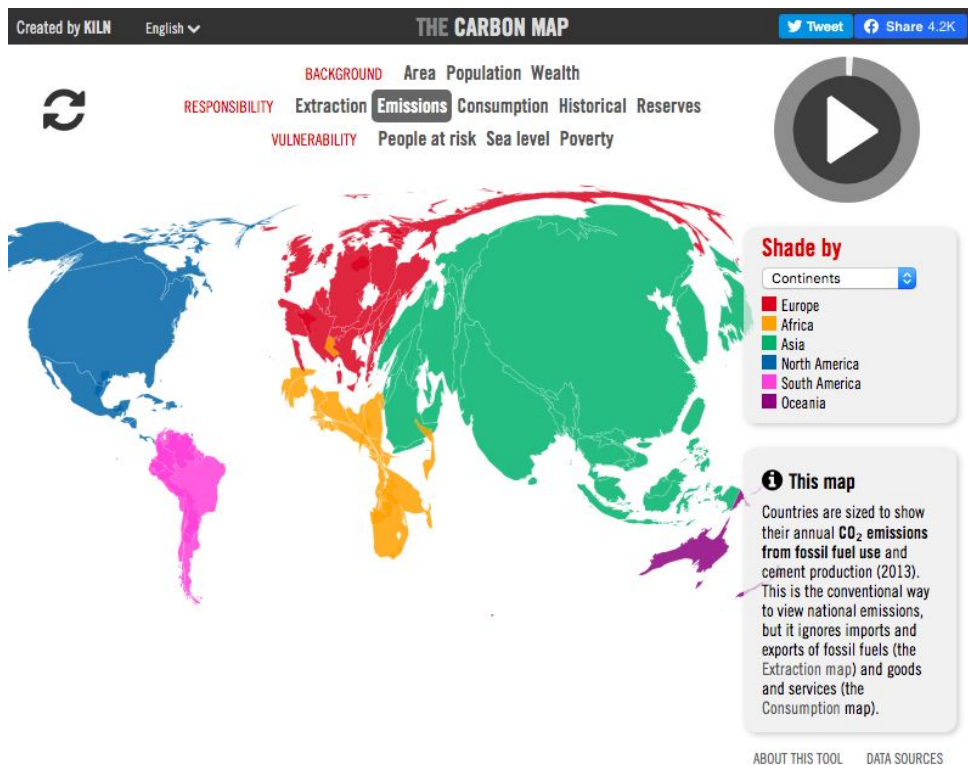 Created by KILN English THE CARBON MAP Tweet Share 4.2K
BACKGROUND Area Population Wealth
RESPONSIBILITY Extraction Emissions Consumption Historical Reserves
VULNERABILITY People at risk Sea level Poverty
Shade by
Continents
Europe
Africa
Asia
North America
South America
Oceania
This map
Countries are sized to show
their annual CO₂ emissions
from fossil fuel use and
cement production (2013).
This is the conventional way
to view national emissions,
but it ignores imports and
exports of fossil fuels (the
Extraction map) and goods
and services (the
Consumption map).
ABOUT THIS TOOL DATA SOURCES